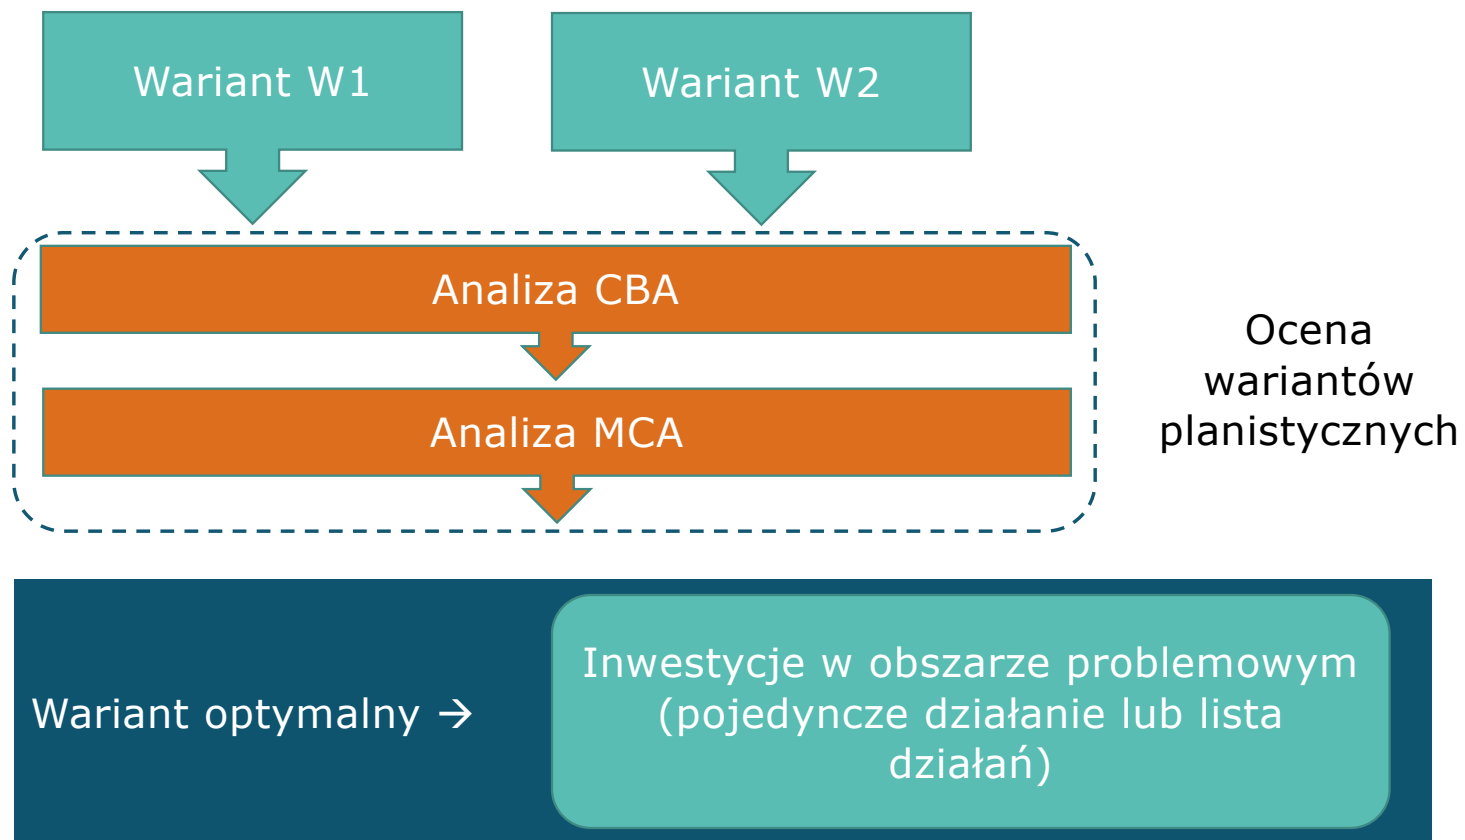 Wariant W1
Wariant W2
Analiza CBA
Analiza MCA
Ocena
wariantów
planistycznych
Wariant optymalny →
Inwestycje w obszarze problemowym
(pojedyncze działanie lub lista
działań)